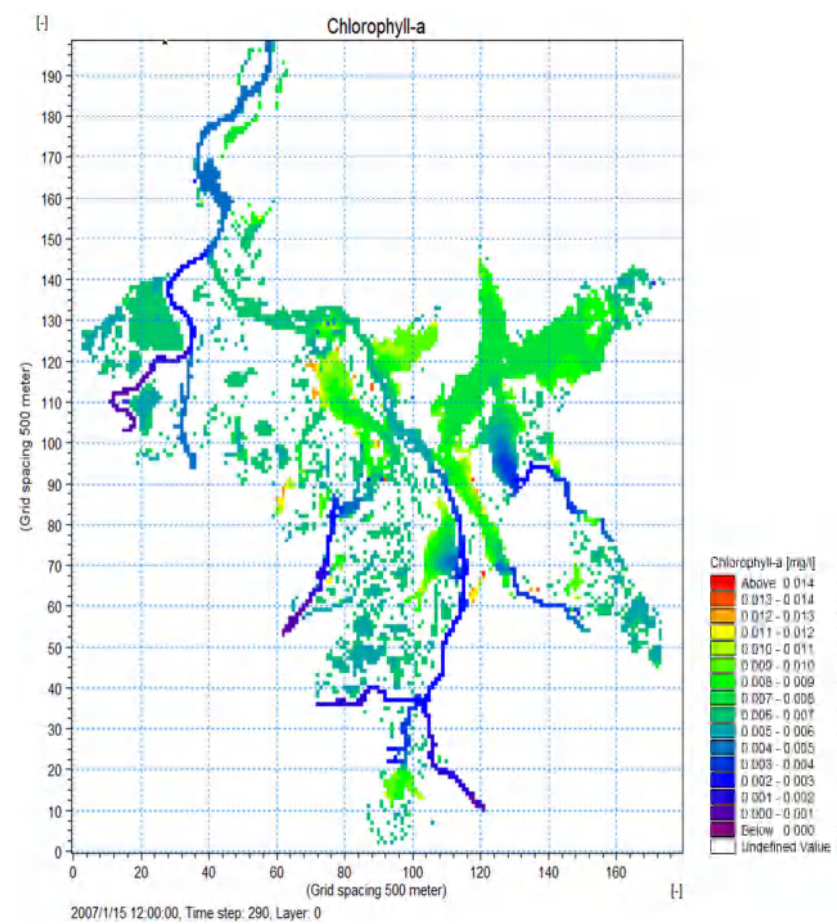 [-]
Chlorophyll-a
190
180
170
160
150
140
130
120
110
100
90
80
70
60
50
40
30
20
10
0
(Grid spacing 500 meter)
0 20 40 60 80 100 120 140 160
(Grid spacing 500 meter)
[-]
2007/1/15 12:00:00, Time step: 290, Layer: 0
Chlorophyll-a [mg/l]
Above 0.014
0.013 - 0.014
0.012 - 0.013
0.011 - 0.012
0.010 - 0.011
0.009 - 0.010
0.008 - 0.009
0.007 - 0.008
0.006 - 0.007
0.005 - 0.006
0.004 - 0.005
0.003 - 0.004
0.002 - 0.003
0.001 - 0.002
0.000 - 0.001
Below 0.000
Undefined Value